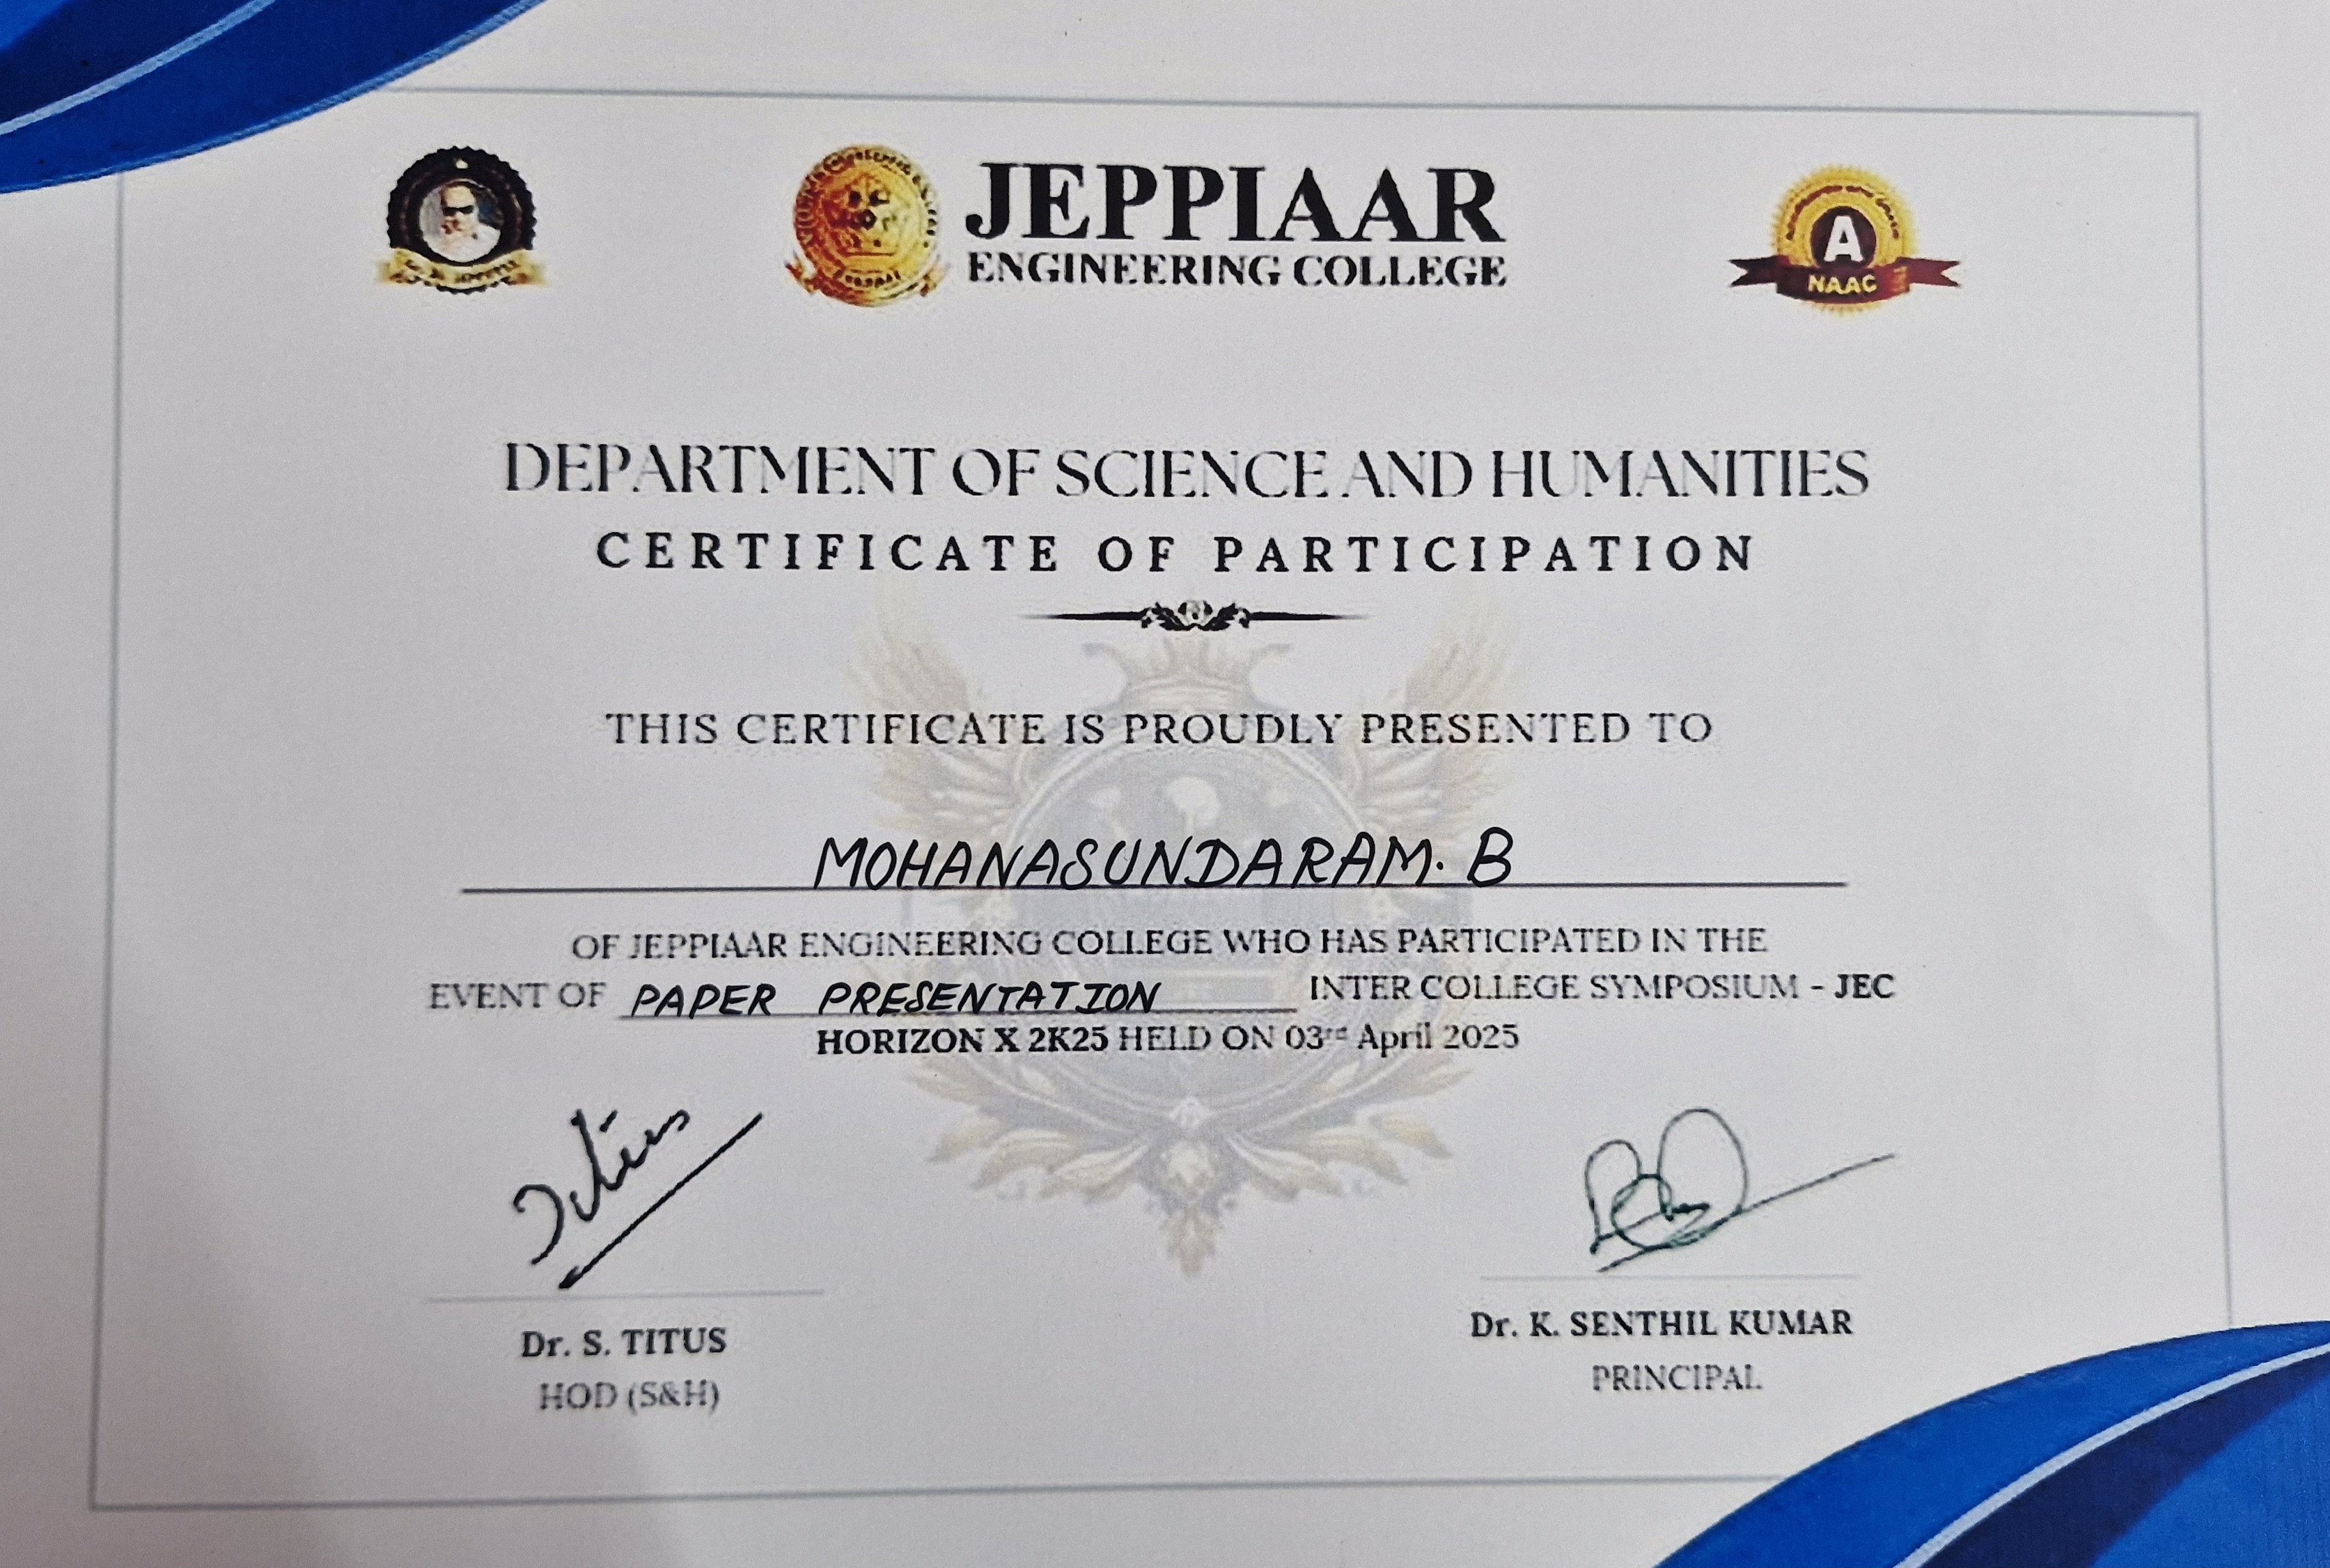 JEPPIAAR
ENGINEERING COLLEGE
A
NAAC
DEPARTMENT OF SCIENCE AND HUMANITIES
CERTIFICATE OF PARTICIPATION
THIS CERTIFICATE IS PROUDLY PRESENTED TO
MOHANASUNDARAM. B
OF JEPPIAAR ENGINEERING COLLEGE WHO HAS PARTICIPATED IN THE
EVENT OF PAPER PRESENTATION INTER COLLEGE SYMPOSIUM - JEC
HORIZON X 2K25 HELD ON 03rd April 2025
Titus
Dr. S. TITUS
HOD (S&H)
Dr. K. SENTHIL KUMAR
PRINCIPAL